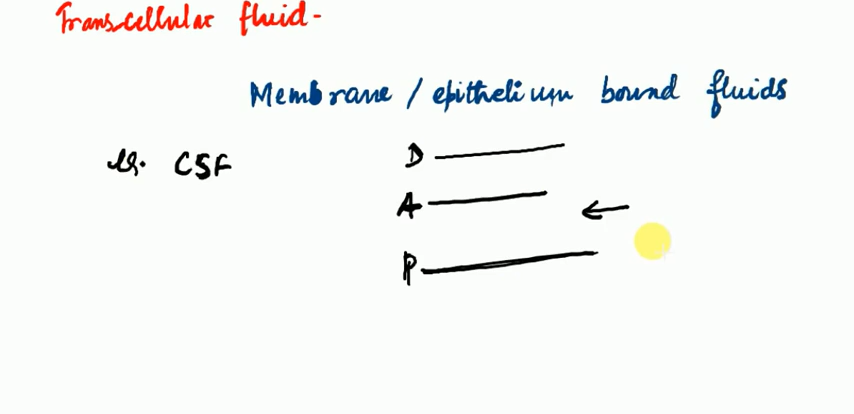 Transcellular fluid-
Membrane / epithelium bound fluids
eg. CSF
D
A
P